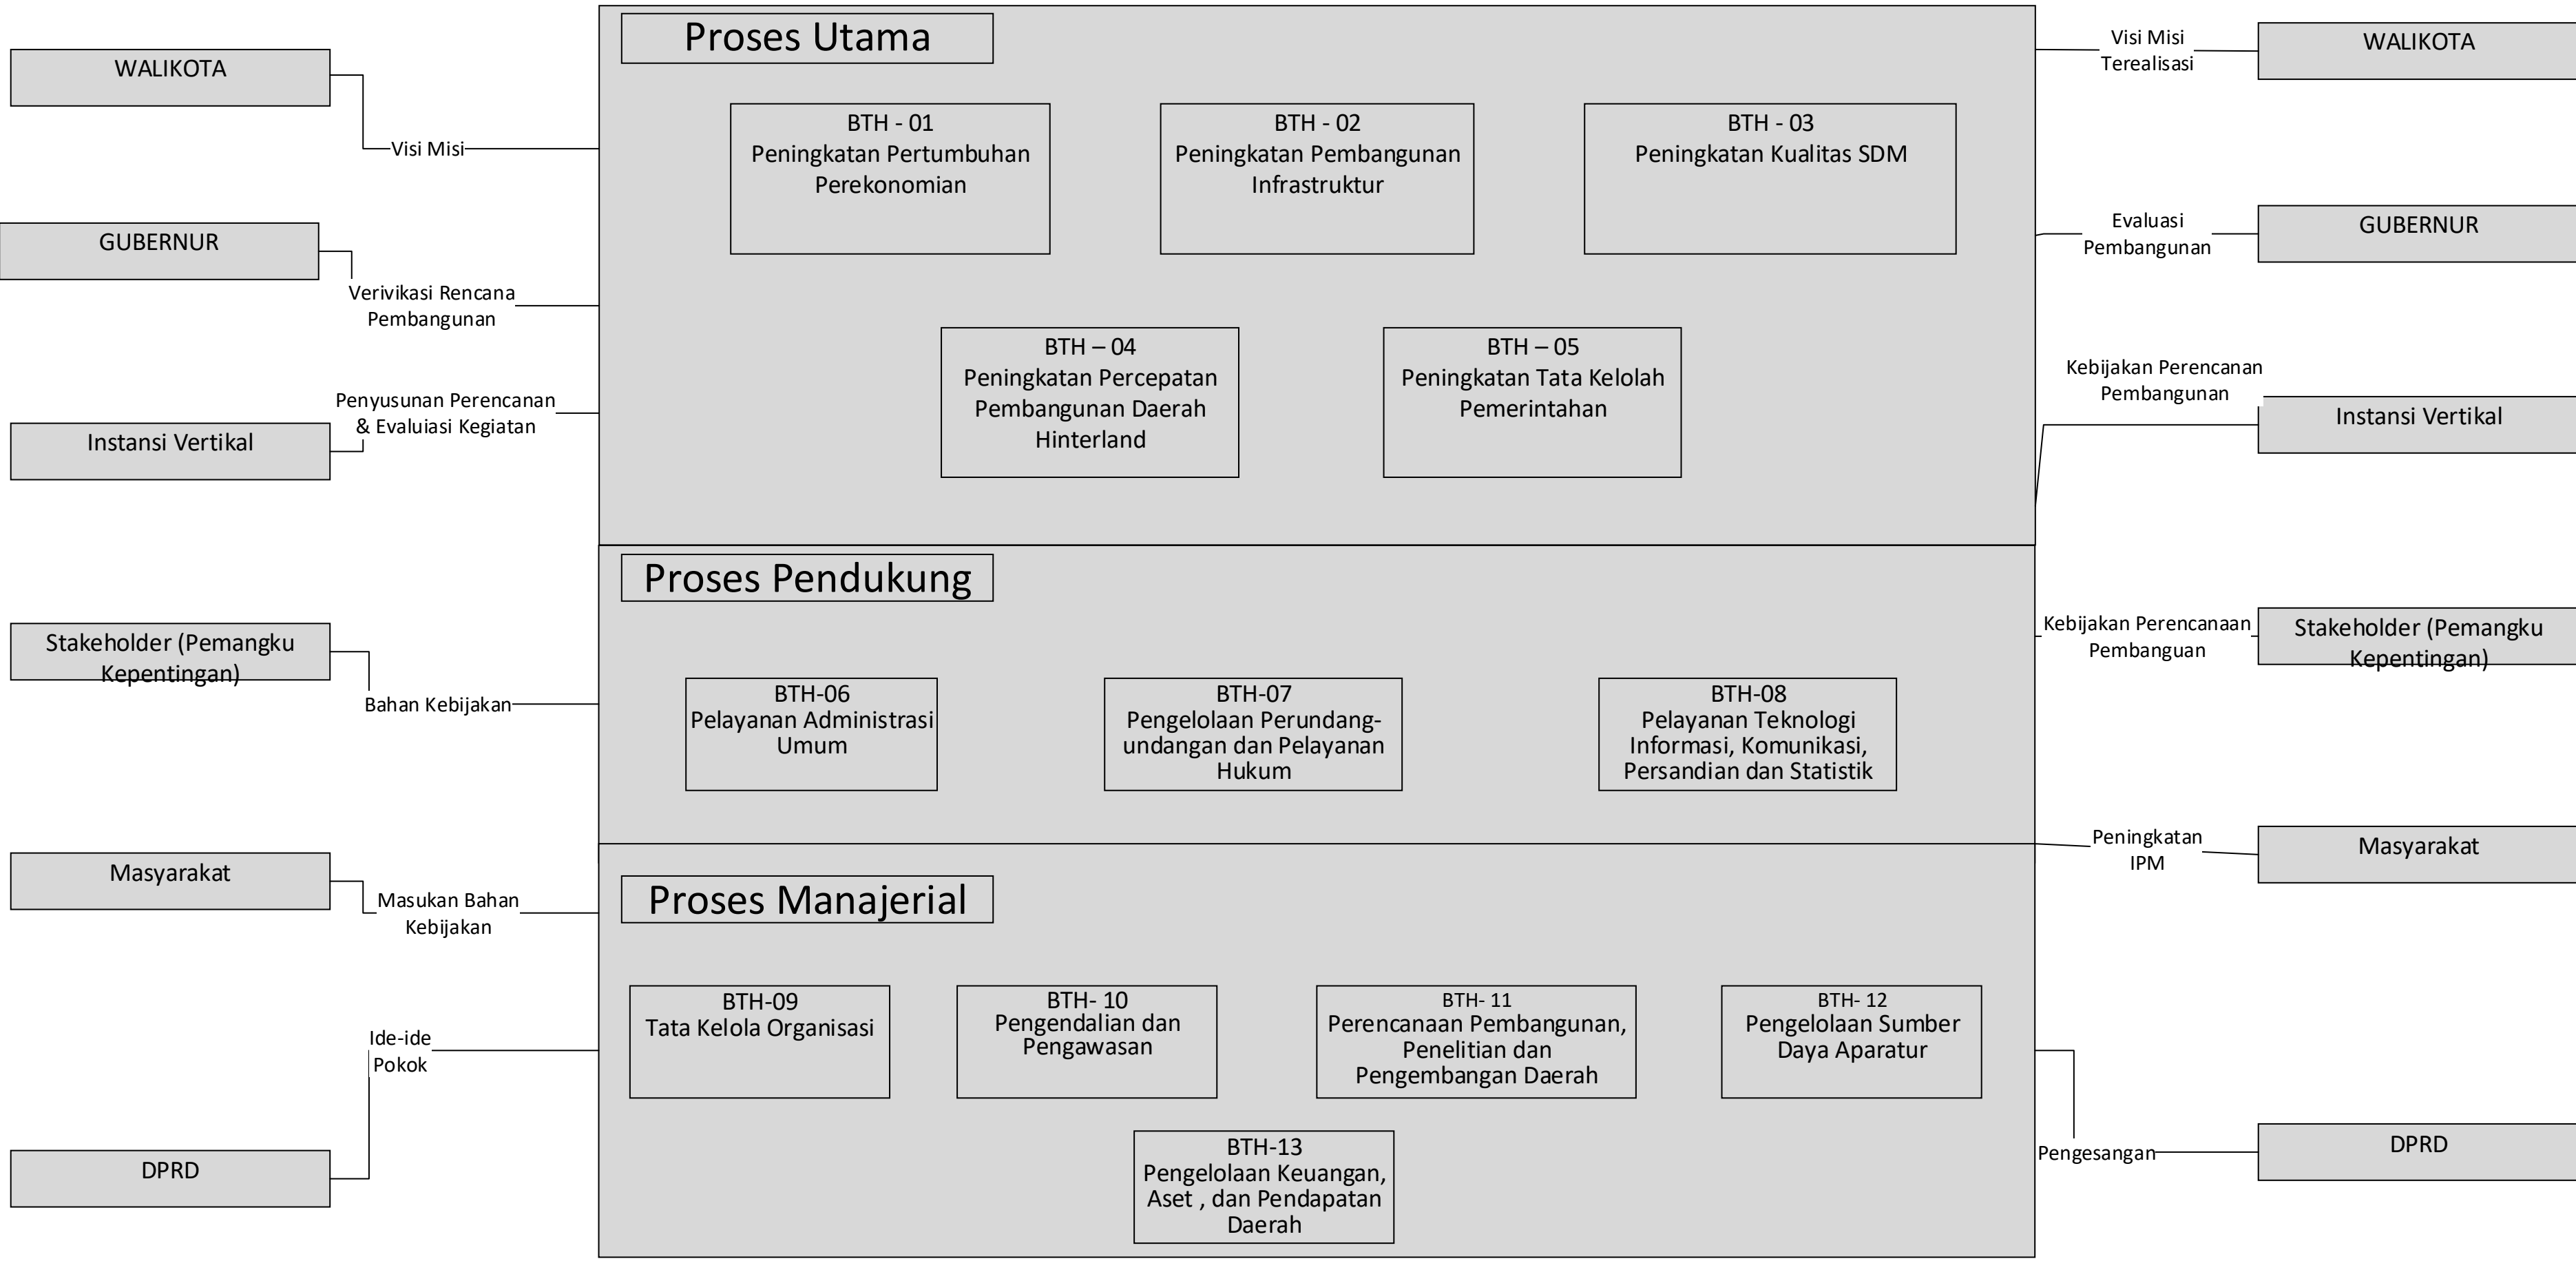 WALIKOTA
Visi Misi
GUBERNUR
Verivikasi Rencana
Pembangunan
Penyusunan Perencanan
& Evaluiasi Kegiatan
Instansi Vertikal
Stakeholder (Pemangku
Kepentingan)
Bahan Kebijakan
Masyarakat
Masukan Bahan
Kebijakan
Ide-ide
Pokok
DPRD
Proses Utama
BTH - 01
Peningkatan Pertumbuhan
Perekonomian
BTH - 02
Peningkatan Pembangunan
Infrastruktur
BTH - 03
Peningkatan Kualitas SDM
BTH – 04
Peningkatan Percepatan
Pembangunan Daerah
Hinterland
BTH – 05
Peningkatan Tata Kelolah
Pemerintahan
Proses Pendukung
BTH-06
Pelayanan Administrasi
Umum
BTH-07
Pengelolaan Perundang-
undangan dan Pelayanan
Hukum
BTH-08
Pelayanan Teknologi
Informasi, Komunikasi,
Persandian dan Statistik
Proses Manajerial
BTH-09
Tata Kelola Organisasi
BTH- 10
Pengendalian dan
Pengawasan
BTH- 11
Perencanaan Pembangunan,
Penelitian dan
Pengembangan Daerah
BTH- 12
Pengelolaan Sumber
Daya Aparatur
BTH-13
Pengelolaan Keuangan,
Aset , dan Pendapatan
Daerah
Visi Misi
Terealisasi
WALIKOTA
Evaluasi
Pembangunan
GUBERNUR
Kebijakan Perencanan
Pembangunan
Instansi Vertikal
Kebijakan Perencanaan
Pembanguan
Stakeholder (Pemangku
Kepentingan)
Peningkatan
IPM
Masyarakat
Pengesangan
DPRD